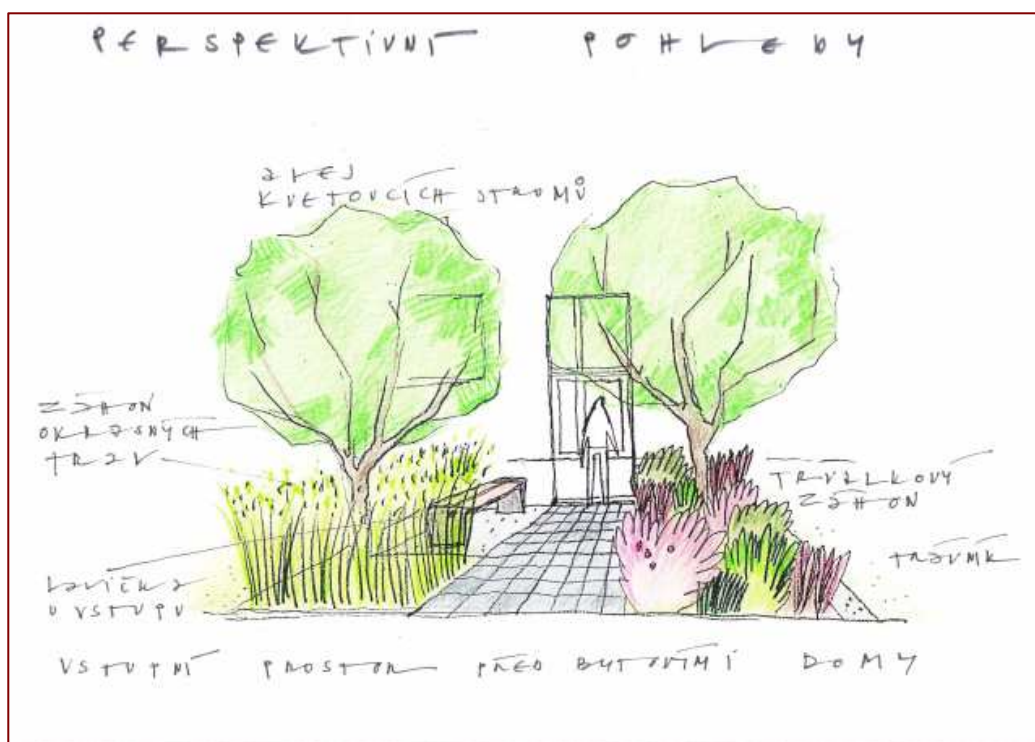 PERSPEKTIVNÍ POHLEDY
ALEJ
KVETOUCÍCH STROMŮ
ZÁHON
OKRASNÝCH
TRAV
TRVALKOVÝ
ZÁHON
TRÁVNÍK
LAVIČKA
U VSTUPU
VSTUPNÍ PROSTOR PŘED BYTOVÝMI DOMY